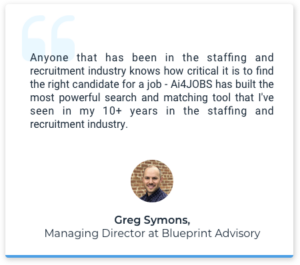 Anyone that has been in the staffing and
recruitment industry knows how critical it is to find
the right candidate for a job - Ai4JOBS has built the
most powerful search and matching tool that I've
seen in my 10+ years in the staffing and
recruitment industry.
Greg Symons,
Managing Director at Blueprint Advisory